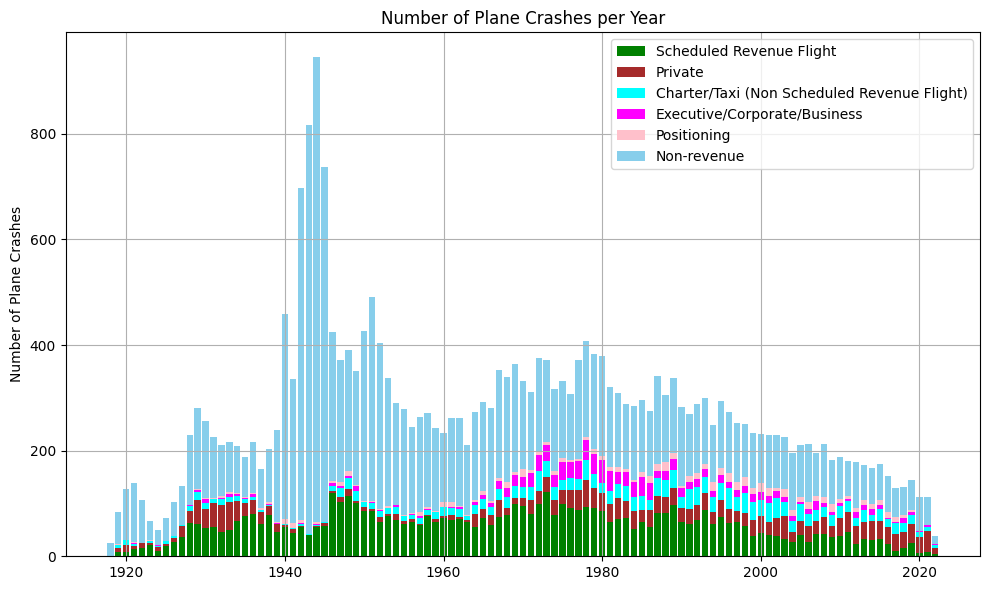 Number of Plane Crashes per Year
Scheduled Revenue Flight
Private
Charter/Taxi (Non Scheduled Revenue Flight)
Executive/Corporate/Business
Positioning
Non-revenue
Number of Plane Crashes
800
600
400
200
0
1920
1940
1960
1980
2000
2020